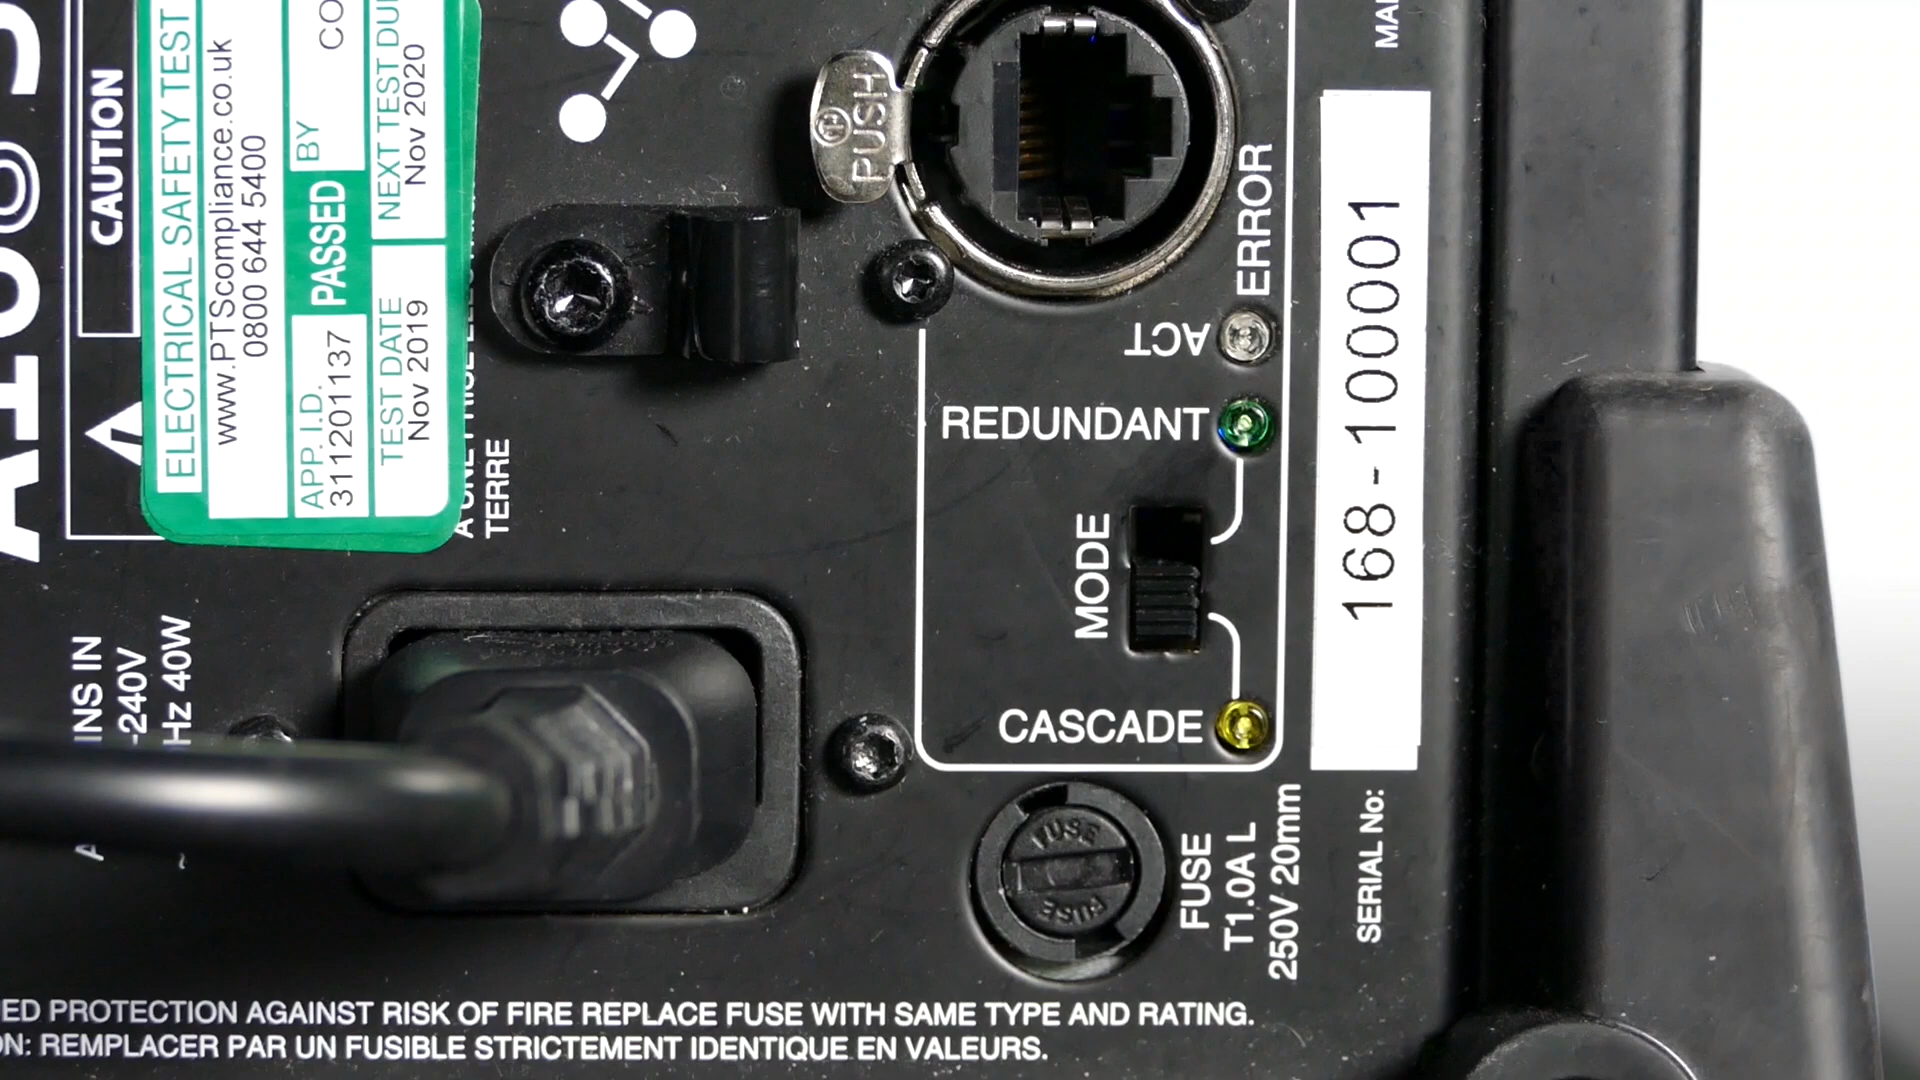 CAUTION
ELECTRICAL SAFETY TEST
www.PTScompliance.co.uk
0800 644 5400
APP. I.D.
PASSED
BY
CO
311201137
TEST DATE
NEXT TEST DU
Nov 2019
Nov 2020
TERRE
PUSH
ERROR
ACT
REDUNDANT
MODE
CASCADE
168-100001
SERIAL No:
MA
INS IN
-240V
Hz 40W
FUSE
FUSE
FUSE
T1.0A L
250V 20mm
ED PROTECTION AGAINST RISK OF FIRE REPLACE FUSE WITH SAME TYPE AND RATING.
ON: REMPLACER PAR UN FUSIBLE STRICTEMENT IDENTIQUE EN VALEURS.